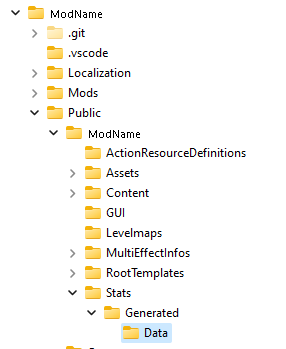 ModName
.git
.vscode
Localization
Mods
Public
ModName
ActionResourceDefinitions
Assets
Content
GUI
Levelmaps
MultiEffectInfos
RootTemplates
Stats
Generated
Data